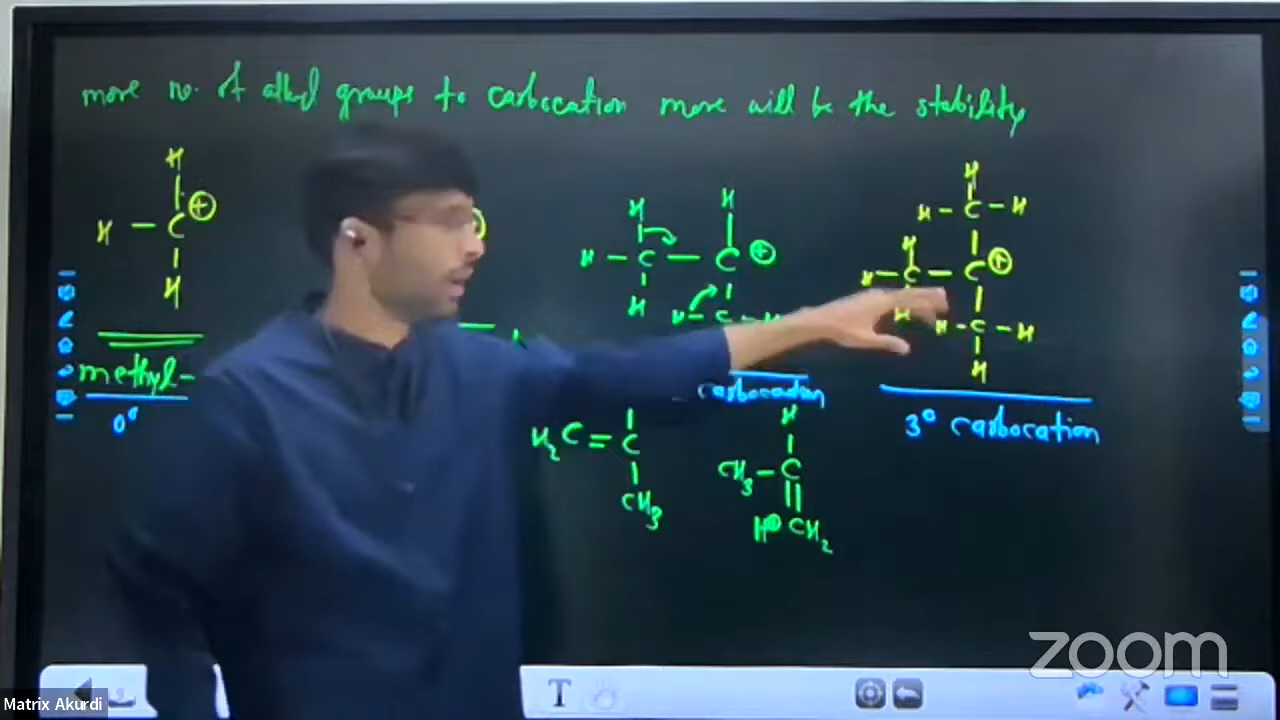 more no. of alkyl groups to carbocation more will be the stability
H
H - C ⊕
H
methyl-
0°
H H
H - C - C ⊕
H
H - C - H
carbocation
H
H - C - H
H
H - C - C ⊕
H
H - C - H
H
3° carbocation
H₂C = C
CH₃
H
CH₃ - C
H⊕ CH₂
T
zoom
Matrix Akurdi